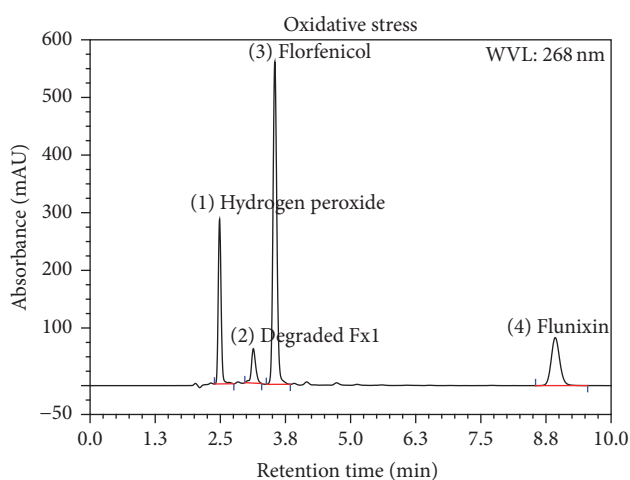 Oxidative stress
600
(3) Florfenicol
WVL: 268 nm
500
400
300
(1) Hydrogen peroxide
200
100
(2) Degraded Fx1
(4) Flunixin
−50
Absorbance (mAU)
0.0 1.3 2.5 3.8 5.0 6.3 7.5 8.8 10.0
Retention time (min)